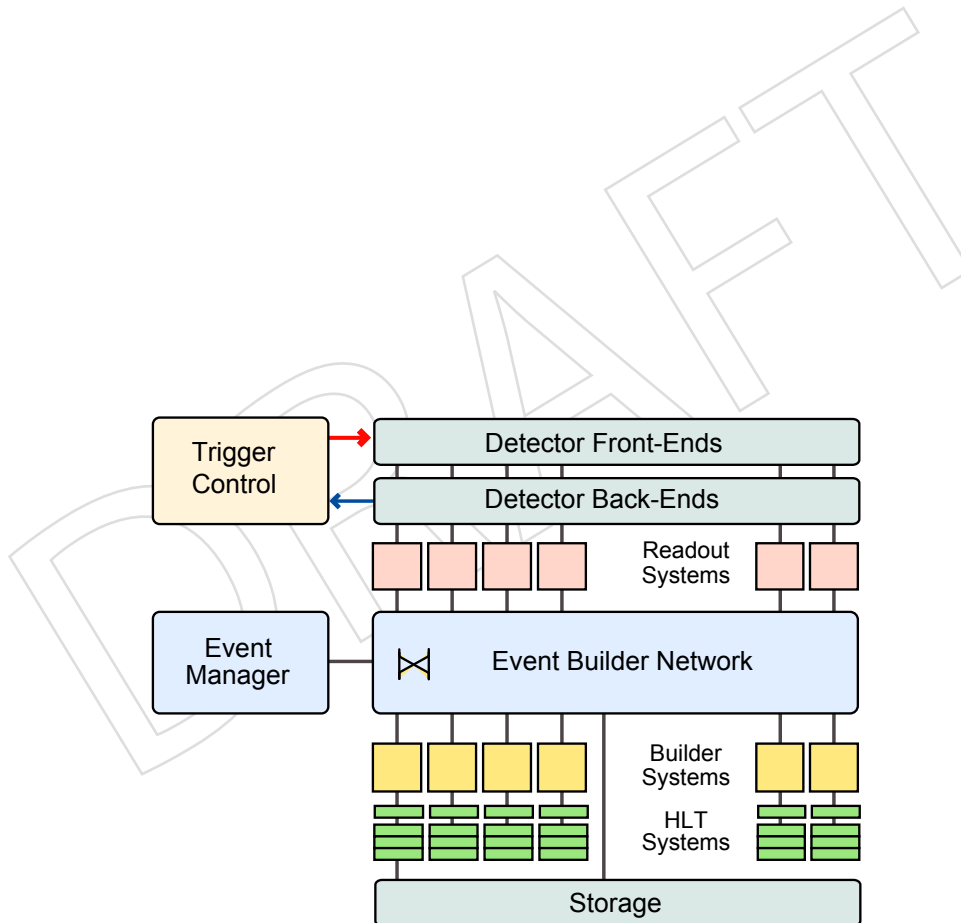 DRAFT
Trigger
Control
Detector Front-Ends
Detector Back-Ends
Readout
Systems
Event
Manager
Event Builder Network
Builder
Systems
HLT
Systems
Storage